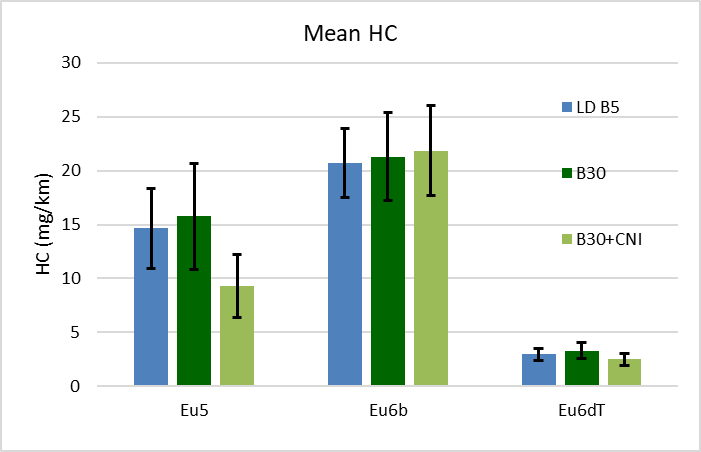 Mean HC
30
25
20
15
10
5
0
HC (mg/km)
LD B5
B30
B30+CNI
Eu5
Eu6b
Eu6dT